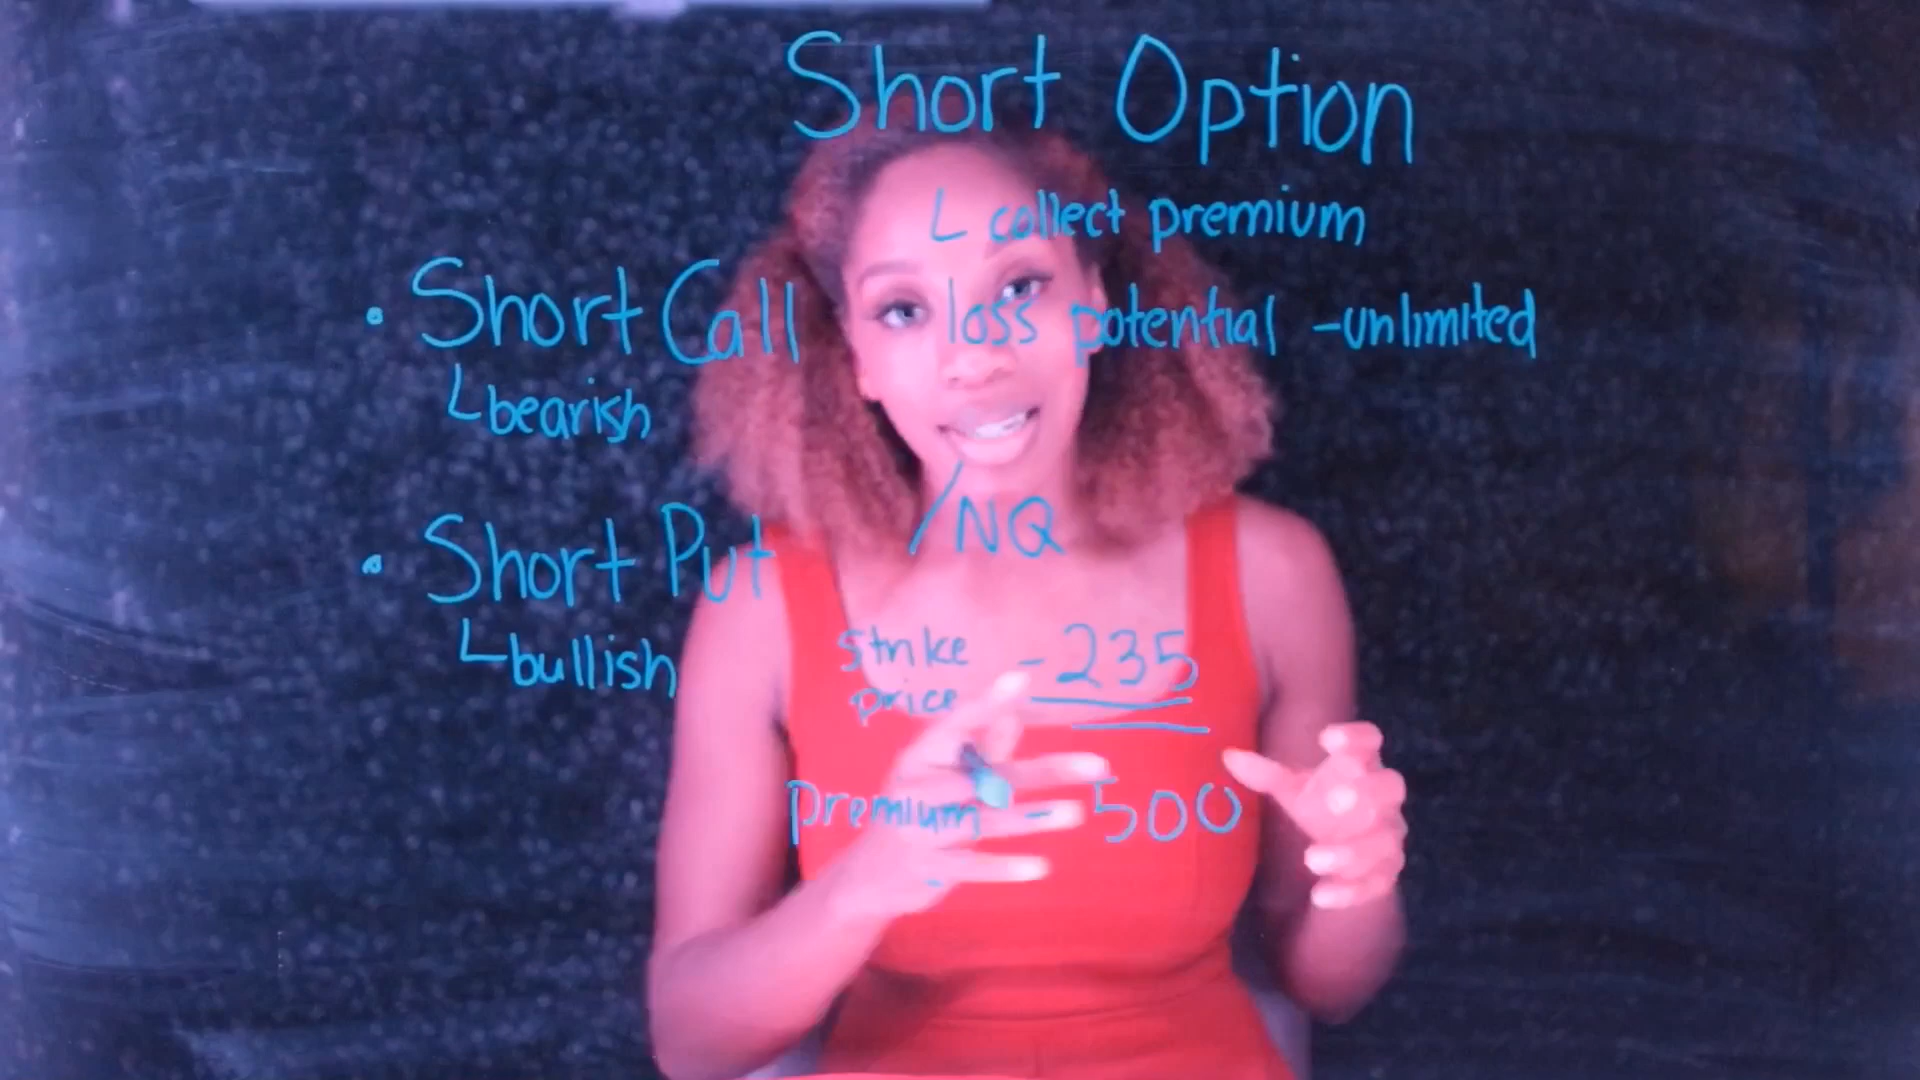 Short Option
L collect premium
• Short Call loss potential - unlimited
L bearish
/NQ
• Short Put
L bullish
Strike price - 235
premium - 500